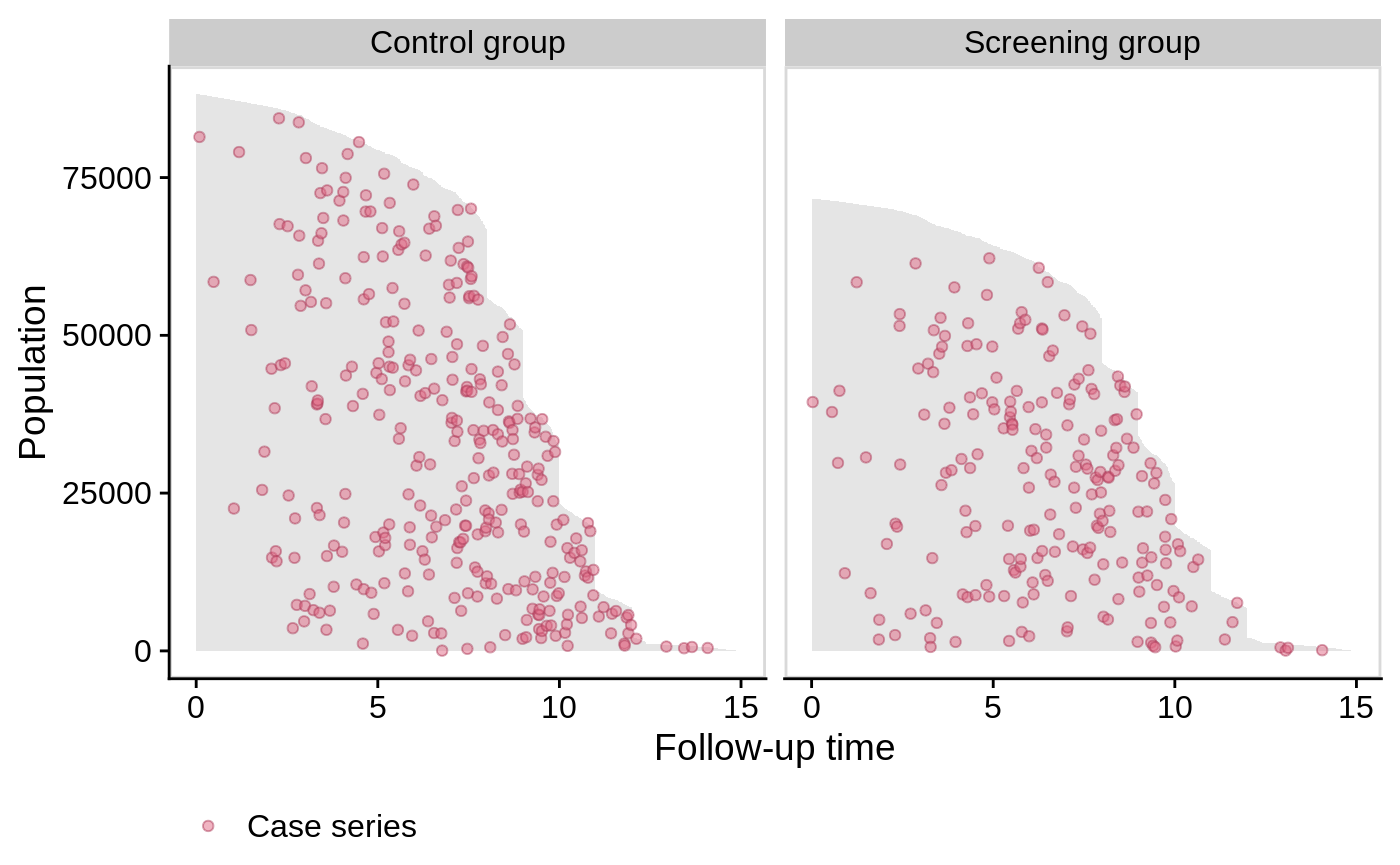 Control group
Screening group
Population
75000
50000
25000
0
0 5 10 15
0 5 10 15
Follow-up time
Case series